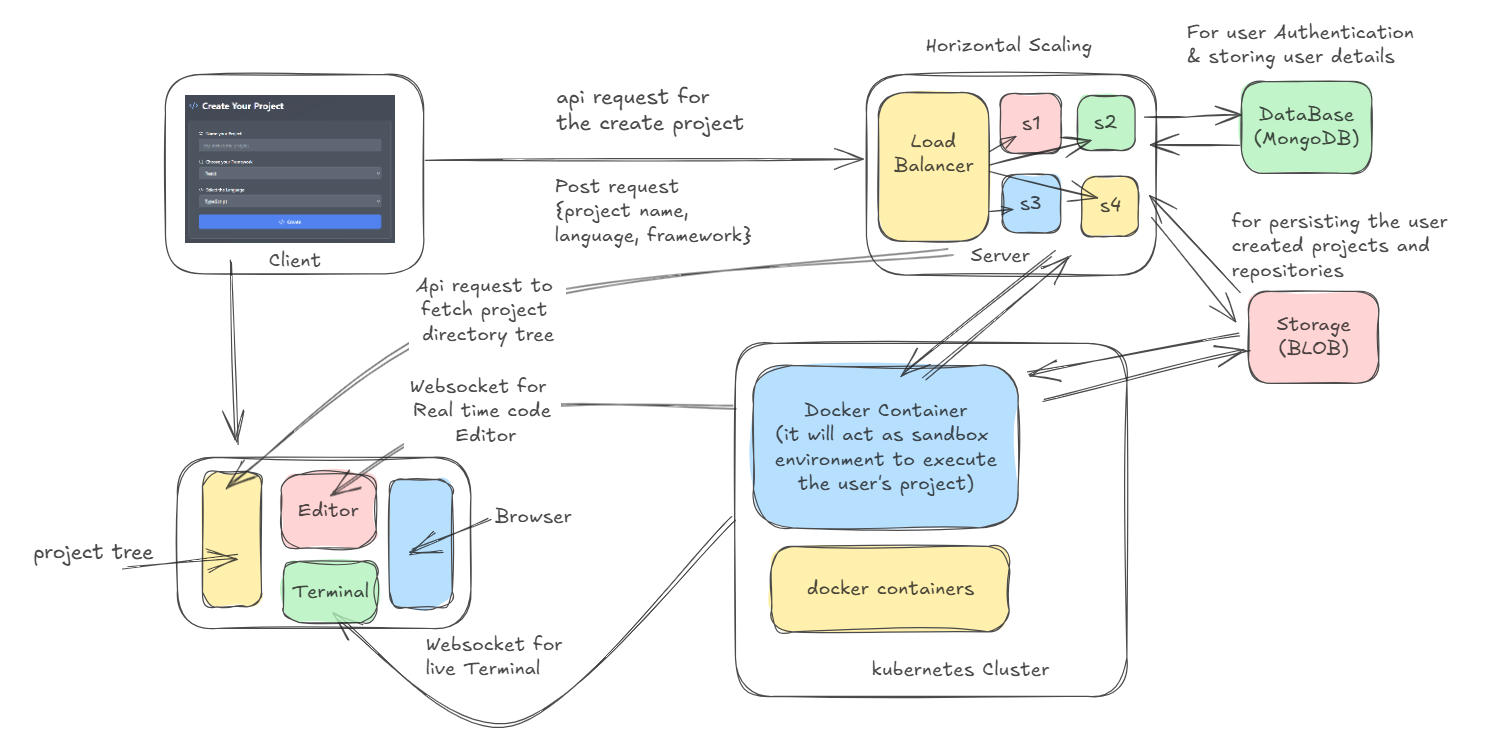 Horizontal Scaling
For user Authentication
& storing user details
</> Create Your Project
Name your Project
Choose your Framework
React
Select the Language
TypeScript
</> Create
Client
api request for
the create project
Post request
{project name,
language, framework}
Load
Balancer
s1
s2
s3
s4
Server
DataBase
(MongoDB)
for persisting the user
created projects and
repositories
Storage
(BLOB)
Api request to
fetch project
directory tree
Websocket for
Real time code
Editor
Docker Container
(it will act as sandbox
environment to execute
the user's project)
docker containers
kubernetes Cluster
project tree
Editor
Terminal
Browser
Websocket for
live Terminal